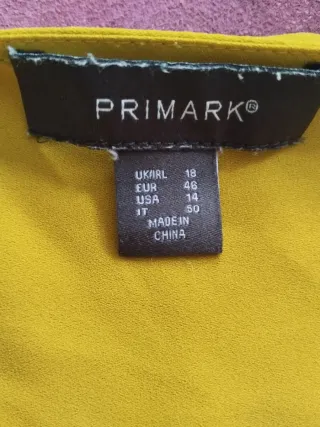 PRIMARK®
UK/IRL 18
EUR 46
USA 14
IT 50
MADE IN
CHINA